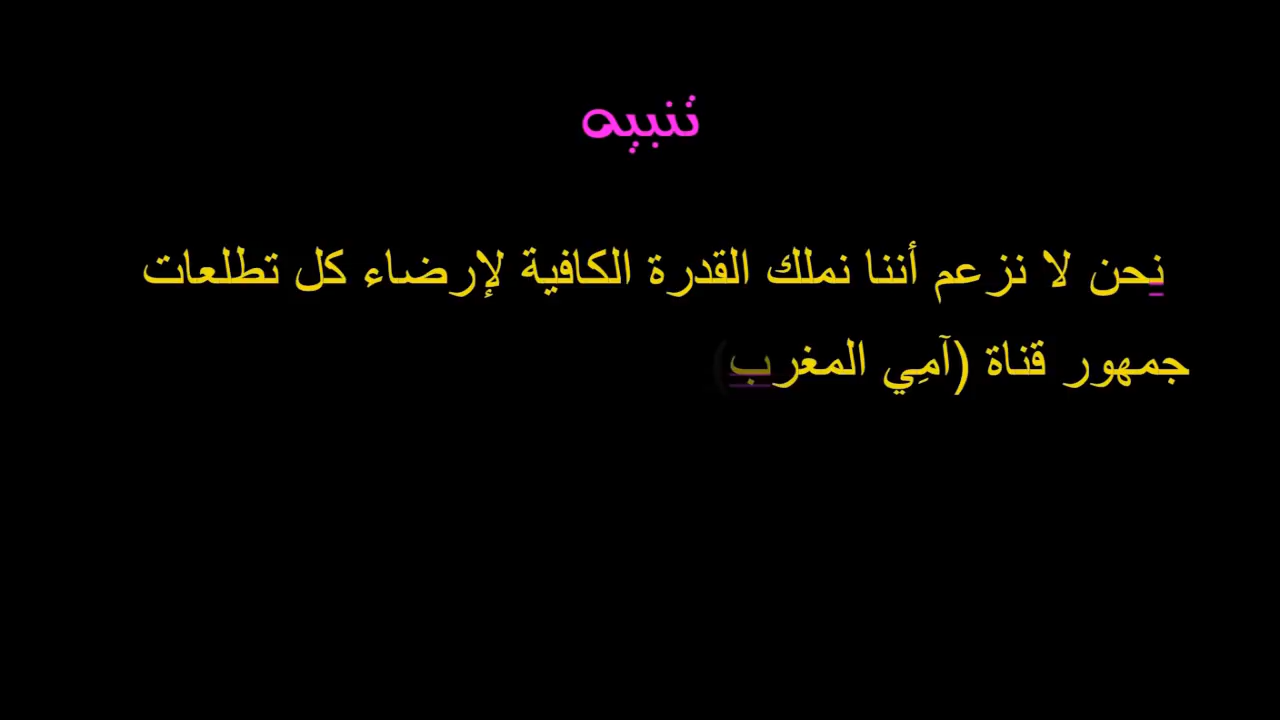 تنبيه
نحن لا نزعم أننا نملك القدرة الكافية لإرضاء كل تطلعات
جمهور قناة (آمِي المغرب)